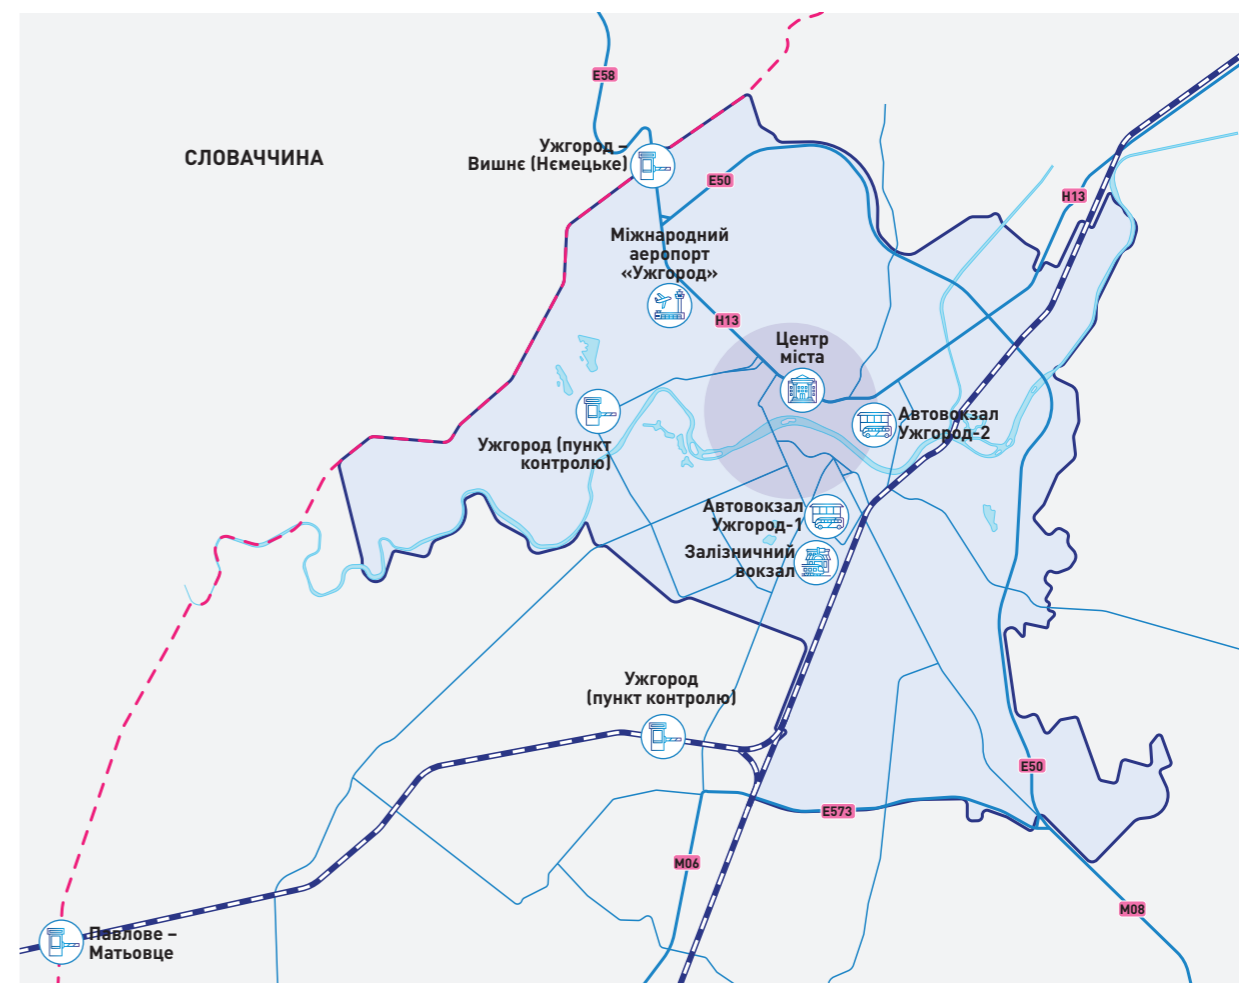 E58
СЛОВАЧЧИНА
Ужгород –
Вишнє (Нємецьке)
E50
H13
Міжнародний
аеропорт
«Ужгород»
H13
Центр
міста
Автовокзал
Ужгород-2
Ужгород (пункт
контролю)
Автовокзал
Ужгород-1
Залізничний
вокзал
Ужгород
(пункт контролю)
E50
E573
M06
M08
Павлове –
Матьовце